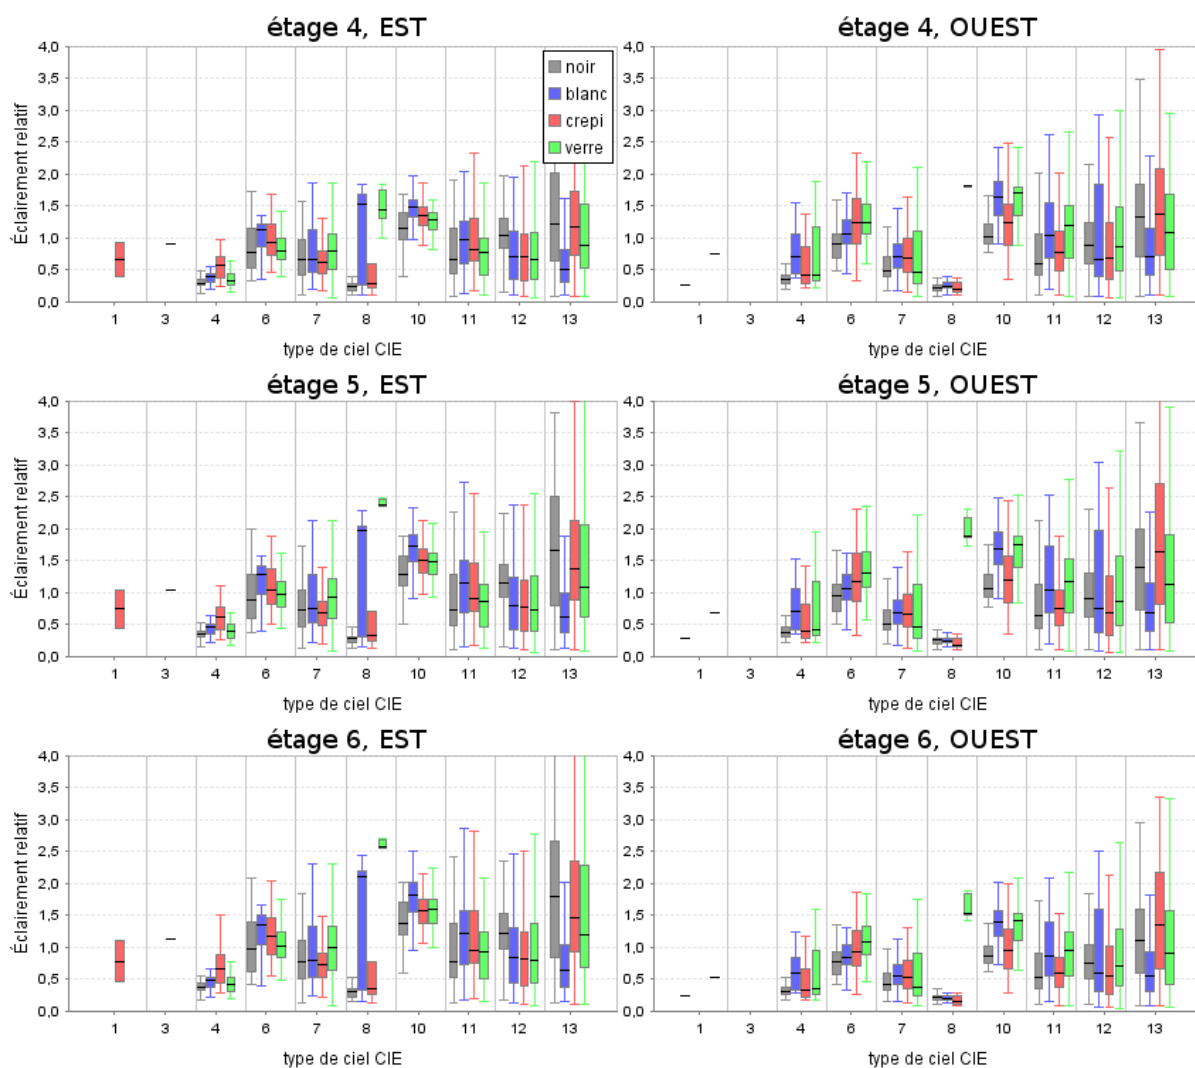 étage 4, EST
étage 4, OUEST
4,0
3,5
3,0
2,5
2,0
1,5
1,0
0,5
0,0
Éclairement relatif
noir
blanc
crepi
verre
1 3 4 6 7 8 10 11 12 13
type de ciel CIE
4,0
3,5
3,0
2,5
2,0
1,5
1,0
0,5
0,0
1 3 4 6 7 8 10 11 12 13
type de ciel CIE
étage 5, EST
étage 5, OUEST
4,0
3,5
3,0
2,5
2,0
1,5
1,0
0,5
0,0
Éclairement relatif
1 3 4 6 7 8 10 11 12 13
type de ciel CIE
4,0
3,5
3,0
2,5
2,0
1,5
1,0
0,5
0,0
1 3 4 6 7 8 10 11 12 13
type de ciel CIE
étage 6, EST
étage 6, OUEST
4,0
3,5
3,0
2,5
2,0
1,5
1,0
0,5
0,0
Éclairement relatif
1 3 4 6 7 8 10 11 12 13
type de ciel CIE
4,0
3,5
3,0
2,5
2,0
1,5
1,0
0,5
0,0
1 3 4 6 7 8 10 11 12 13
type de ciel CIE